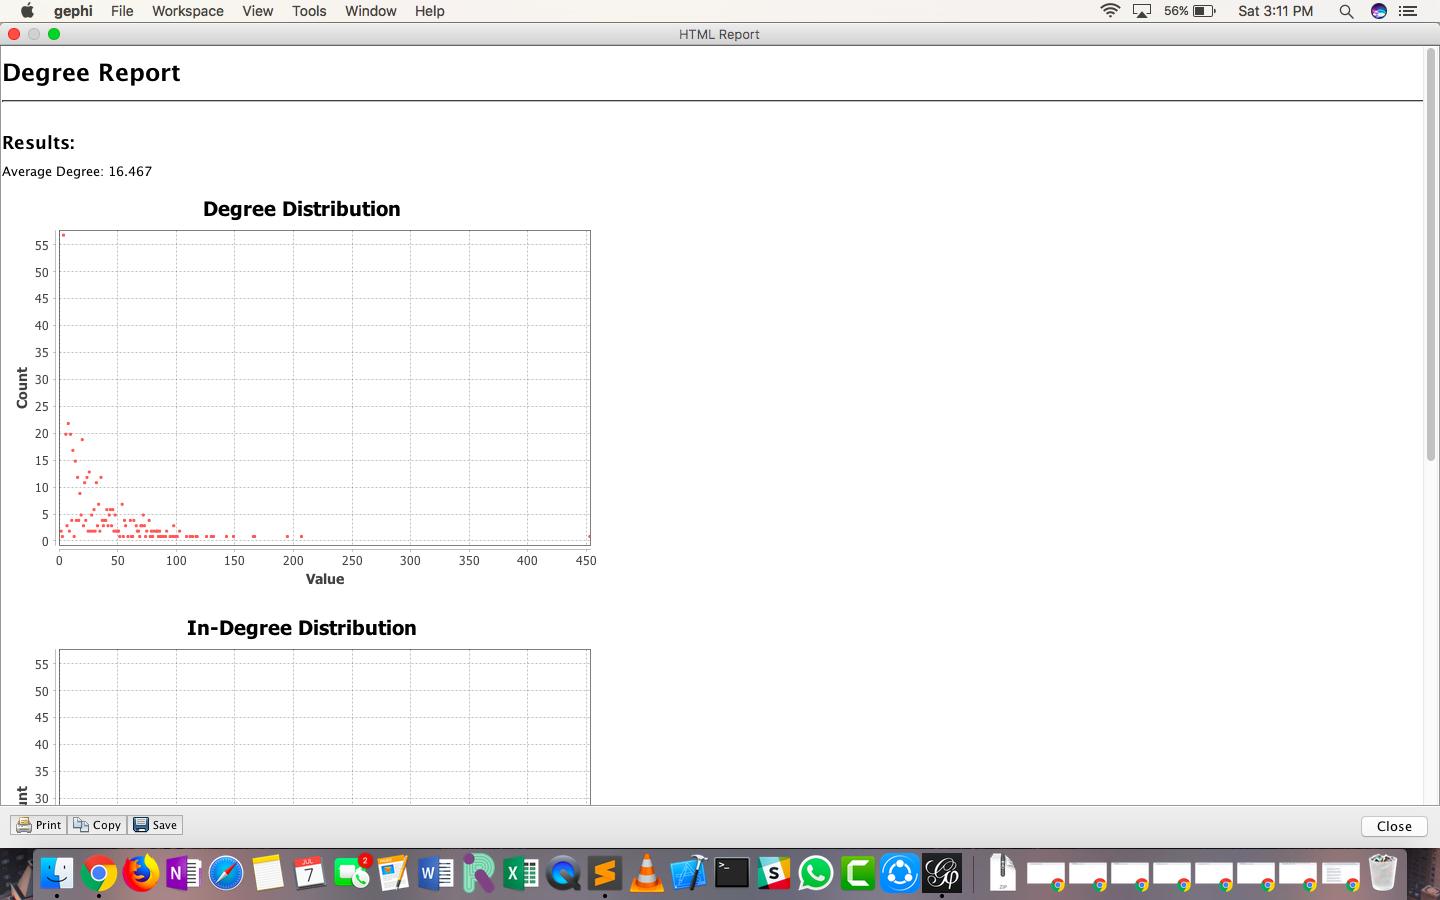 gephi File Workspace View Tools Window Help 56% Sat 3:11 PM
HTML Report
Degree Report
Results:
Average Degree: 16.467
Degree Distribution
55
50
45
40
35
30
25
20
15
10
5
0
Count
0 50 100 150 200 250 300 350 400 450
Value
In-Degree Distribution
55
50
45
40
35
30
unt
Print Copy Save Close
2
JUL
7
ZIP